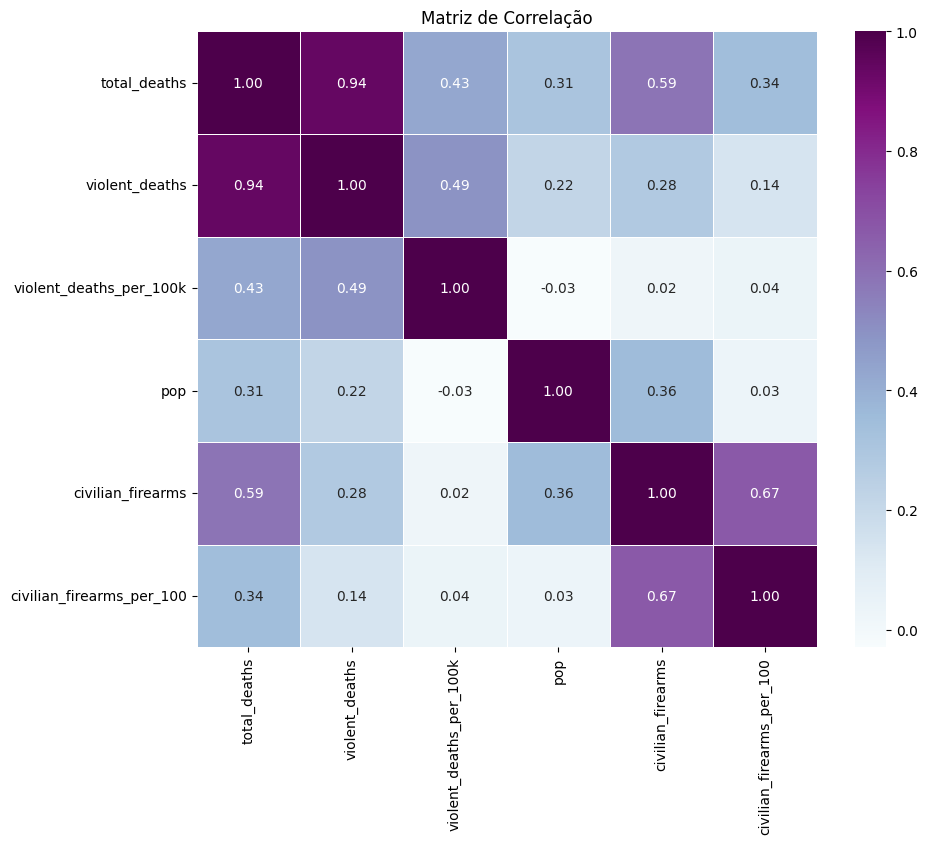 Matriz de Correlação
total_deaths 1.00 0.94 0.43 0.31 0.59 0.34
violent_deaths 0.94 1.00 0.49 0.22 0.28 0.14
violent_deaths_per_100k 0.43 0.49 1.00 -0.03 0.02 0.04
pop 0.31 0.22 -0.03 1.00 0.36 0.03
civilian_firearms 0.59 0.28 0.02 0.36 1.00 0.67
civilian_firearms_per_100 0.34 0.14 0.04 0.03 0.67 1.00
total_deaths
violent_deaths
violent_deaths_per_100k
pop
civilian_firearms
civilian_firearms_per_100
1.0
0.8
0.6
0.4
0.2
0.0